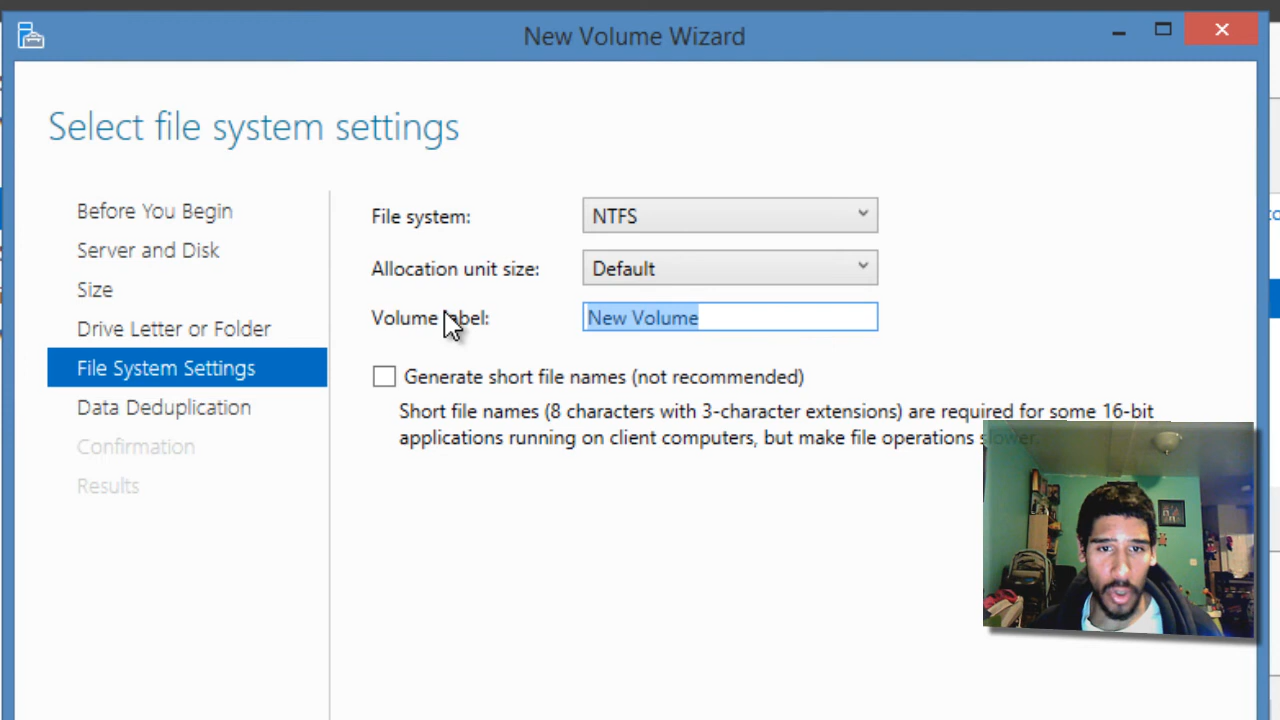 New Volume Wizard
Select file system settings
Before You Begin
Server and Disk
Size
Drive Letter or Folder
File System Settings
Data Deduplication
Confirmation
Results
File system:
NTFS
Allocation unit size:
Default
Volume label:
New Volume
Generate short file names (not recommended)
Short file names (8 characters with 3-character extensions) are required for some 16-bit
applications running on client computers, but make file operations slower.